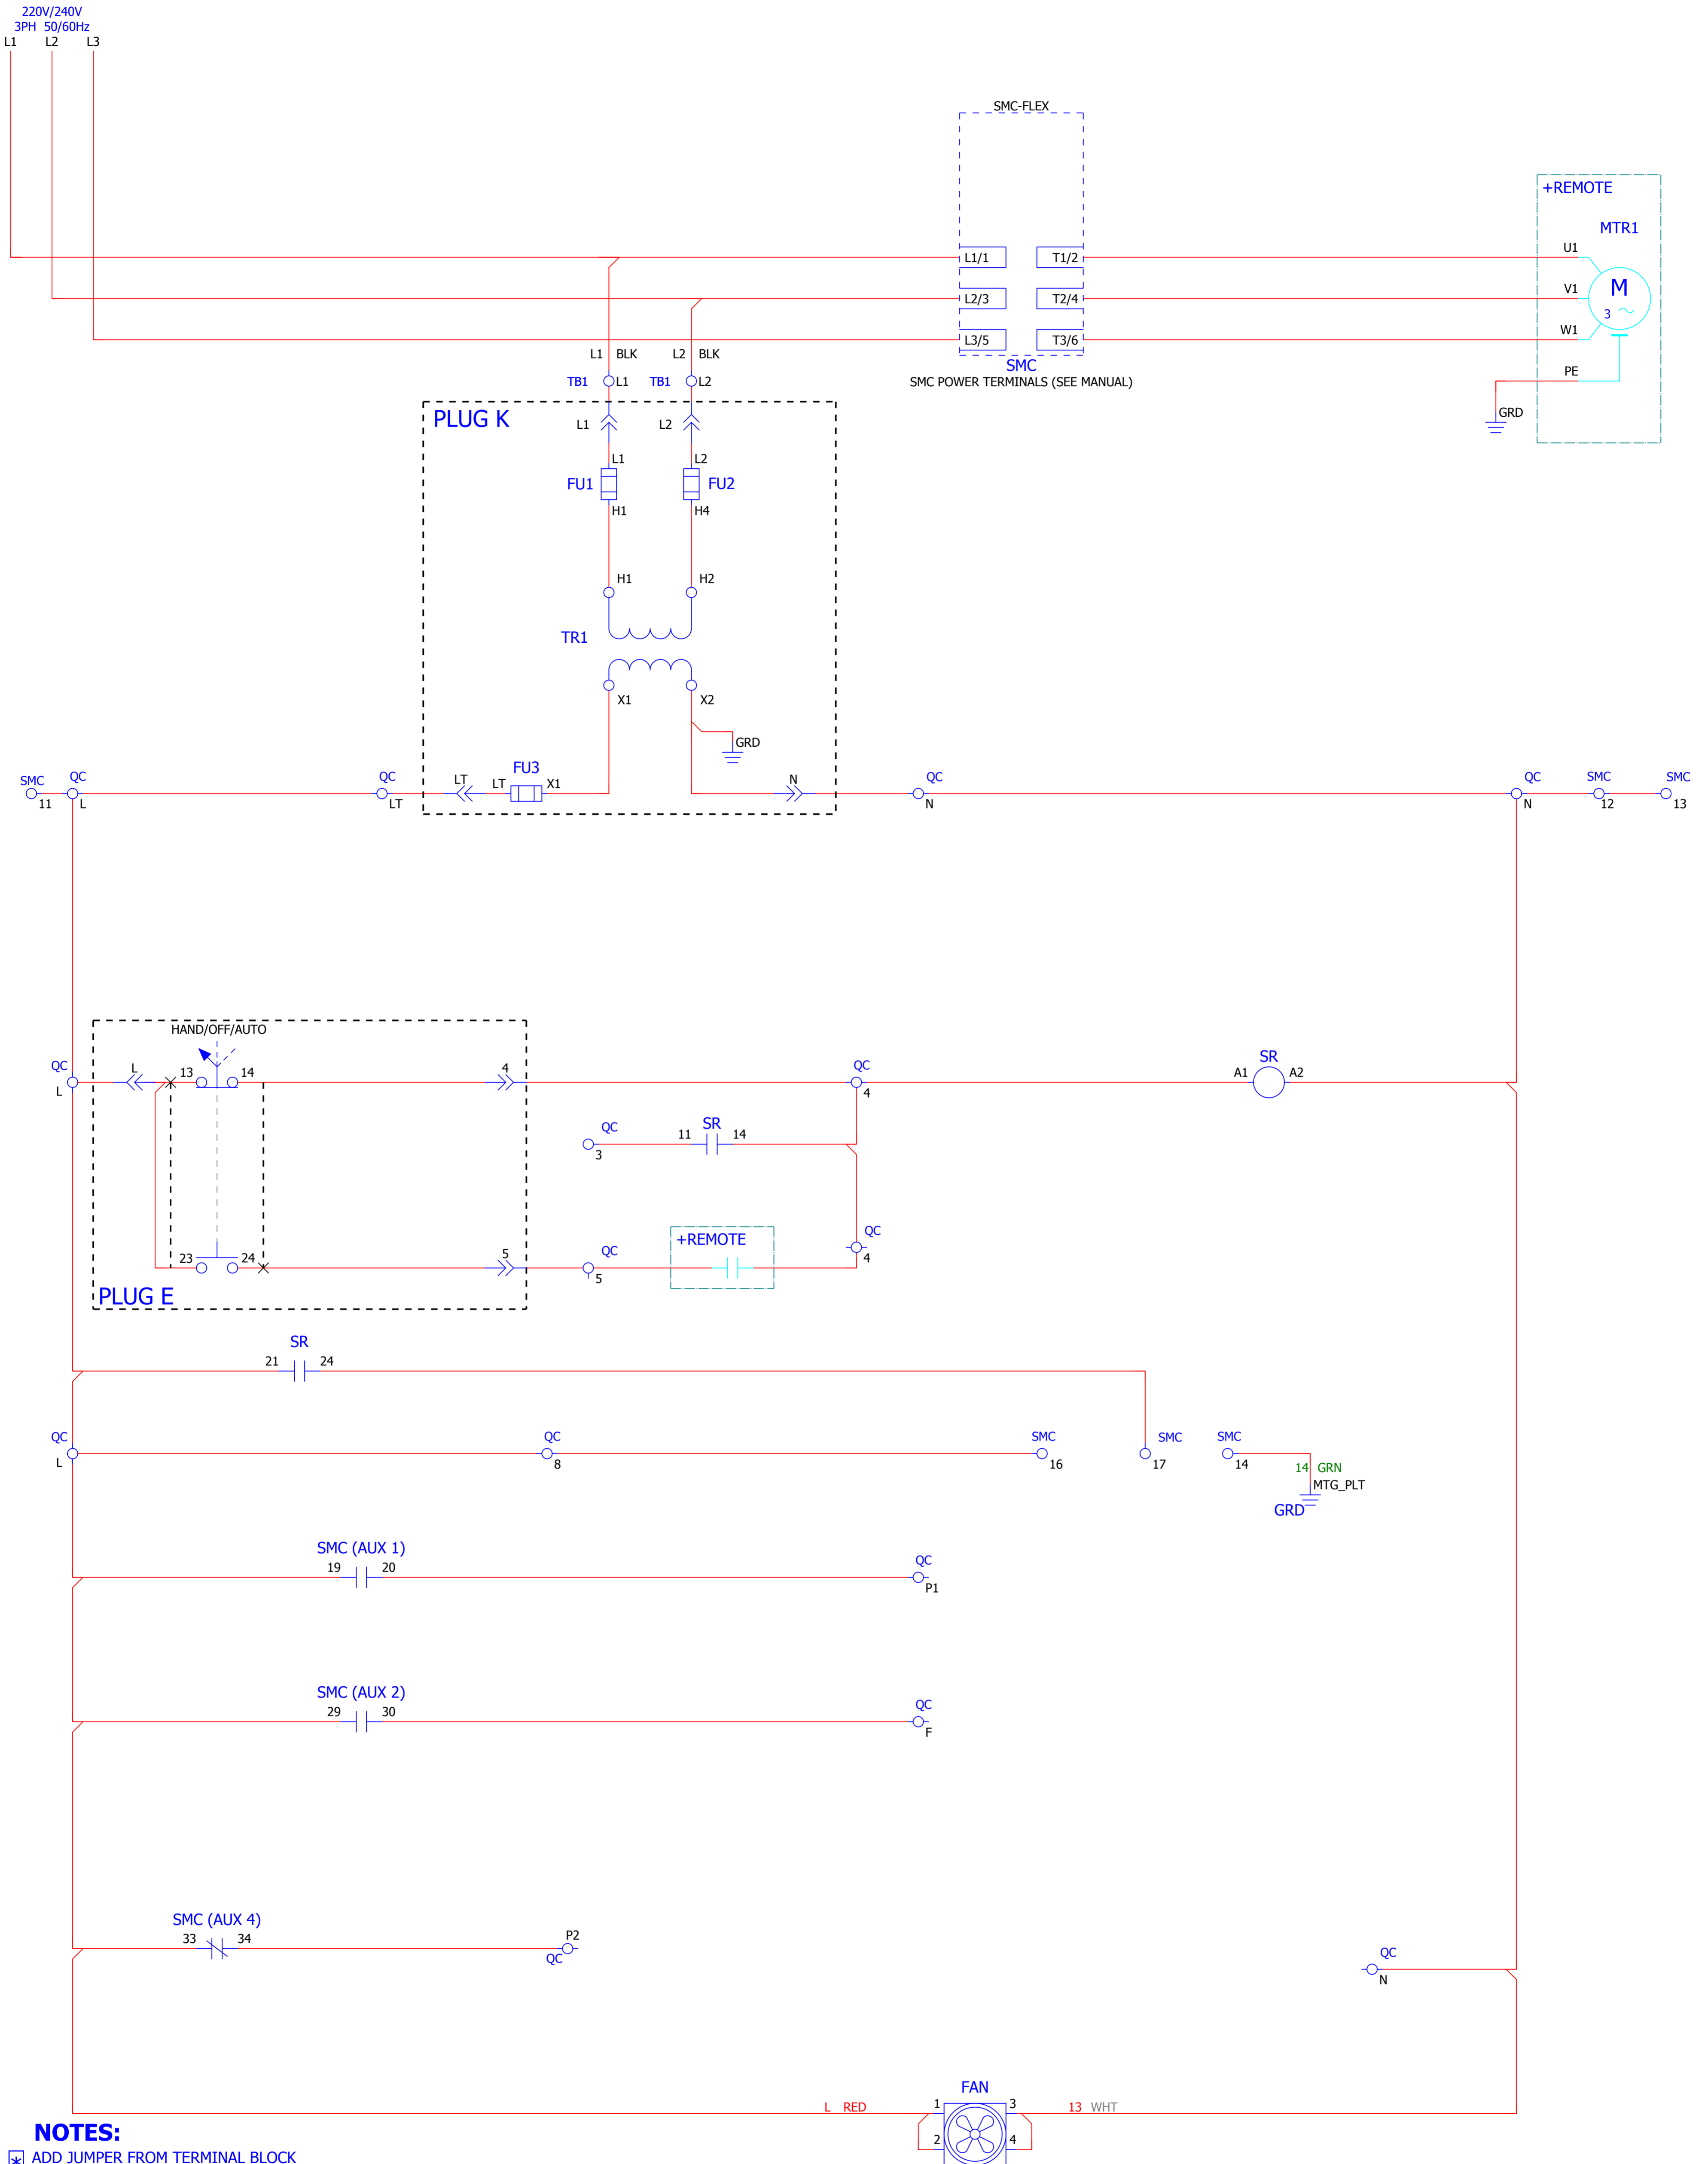 220V/240V
3PH 50/60Hz
L1 L2 L3
SMC-FLEX
+REMOTE
MTR1
L1/1 T1/2 U1
L2/3 T2/4 V1 M
3
L3/5 T3/6 W1
SMC
SMC POWER TERMINALS (SEE MANUAL)
PE
GRD
L1 BLK L2 BLK
TB1 L1 TB1 L2
PLUG K
L1 L2
L1 L2
FU1 FU2
H1 H4
H1 H2
TR1
X1 X2
GRD
SMC QC QC LT LT FU3 X1 N QC QC SMC SMC
11 L LT N N 12 13
HAND/OFF/AUTO
QC L 13 14 4 QC SR
L 4 A1 A2
QC SR
3 11 14
QC
+REMOTE
4
23 24 5 QC
5
PLUG E
SR
21 24
QC QC SMC SMC SMC
L 8 16 17 14
14 GRN
MTG_PLT
GRD
SMC (AUX 1)
19 20 QC
P1
SMC (AUX 2)
29 30 QC
F
SMC (AUX 4)
33 34 P2
QC
QC
N
FAN
L RED 1 3 13 WHT
2 4
NOTES:
* ADD JUMPER FROM TERMINAL BLOCK